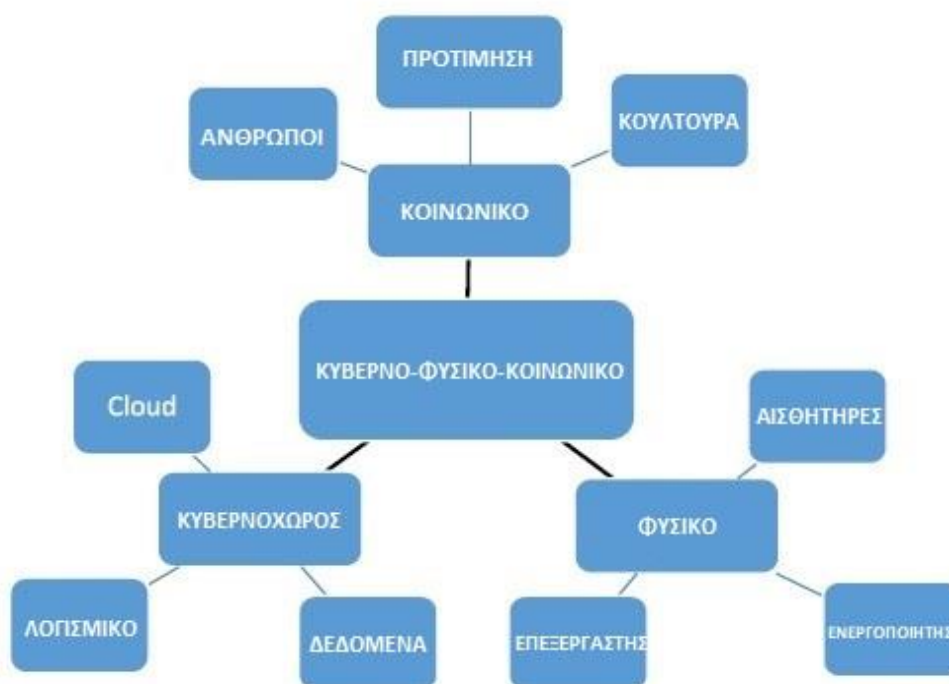 ΠΡΟΤΙΜΗΣΗ
ΑΝΘΡΩΠΟΙ
ΚΟΥΛΤΟΥΡΑ
ΚΟΙΝΩΝΙΚΟ
ΚΥΒΕΡΝΟ-ΦΥΣΙΚΟ-ΚΟΙΝΩΝΙΚΟ
Cloud
ΑΙΣΘΗΤΗΡΕΣ
ΚΥΒΕΡΝΟΧΩΡΟΣ
ΦΥΣΙΚΟ
ΛΟΓΙΣΜΙΚΟ
ΔΕΔΟΜΕΝΑ
ΕΠΕΞΕΡΓΑΣΤΗΣ
ΕΝΕΡΓΟΠΟΙΗΤΗΣ